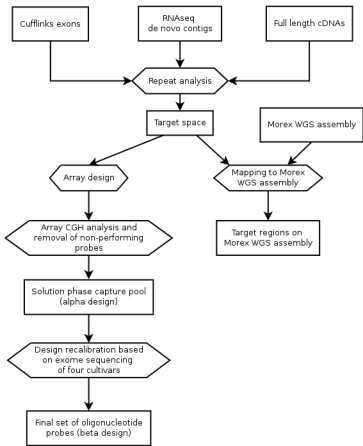 Cufflinks exons
RNAseq
de novo contigs
Full length cDNAs
Repeat analysis
Target space
Morex WGS assembly
Array design
Mapping to Morex
WGS assembly
Array CGH analysis and
removal of non-performing
probes
Target regions on
Morex WGS assembly
Solution phase capture pool
(alpha design)
Design recalibration based
on exome sequencing
of four cultivars
Final set of oligonucleotide
probes (beta design)